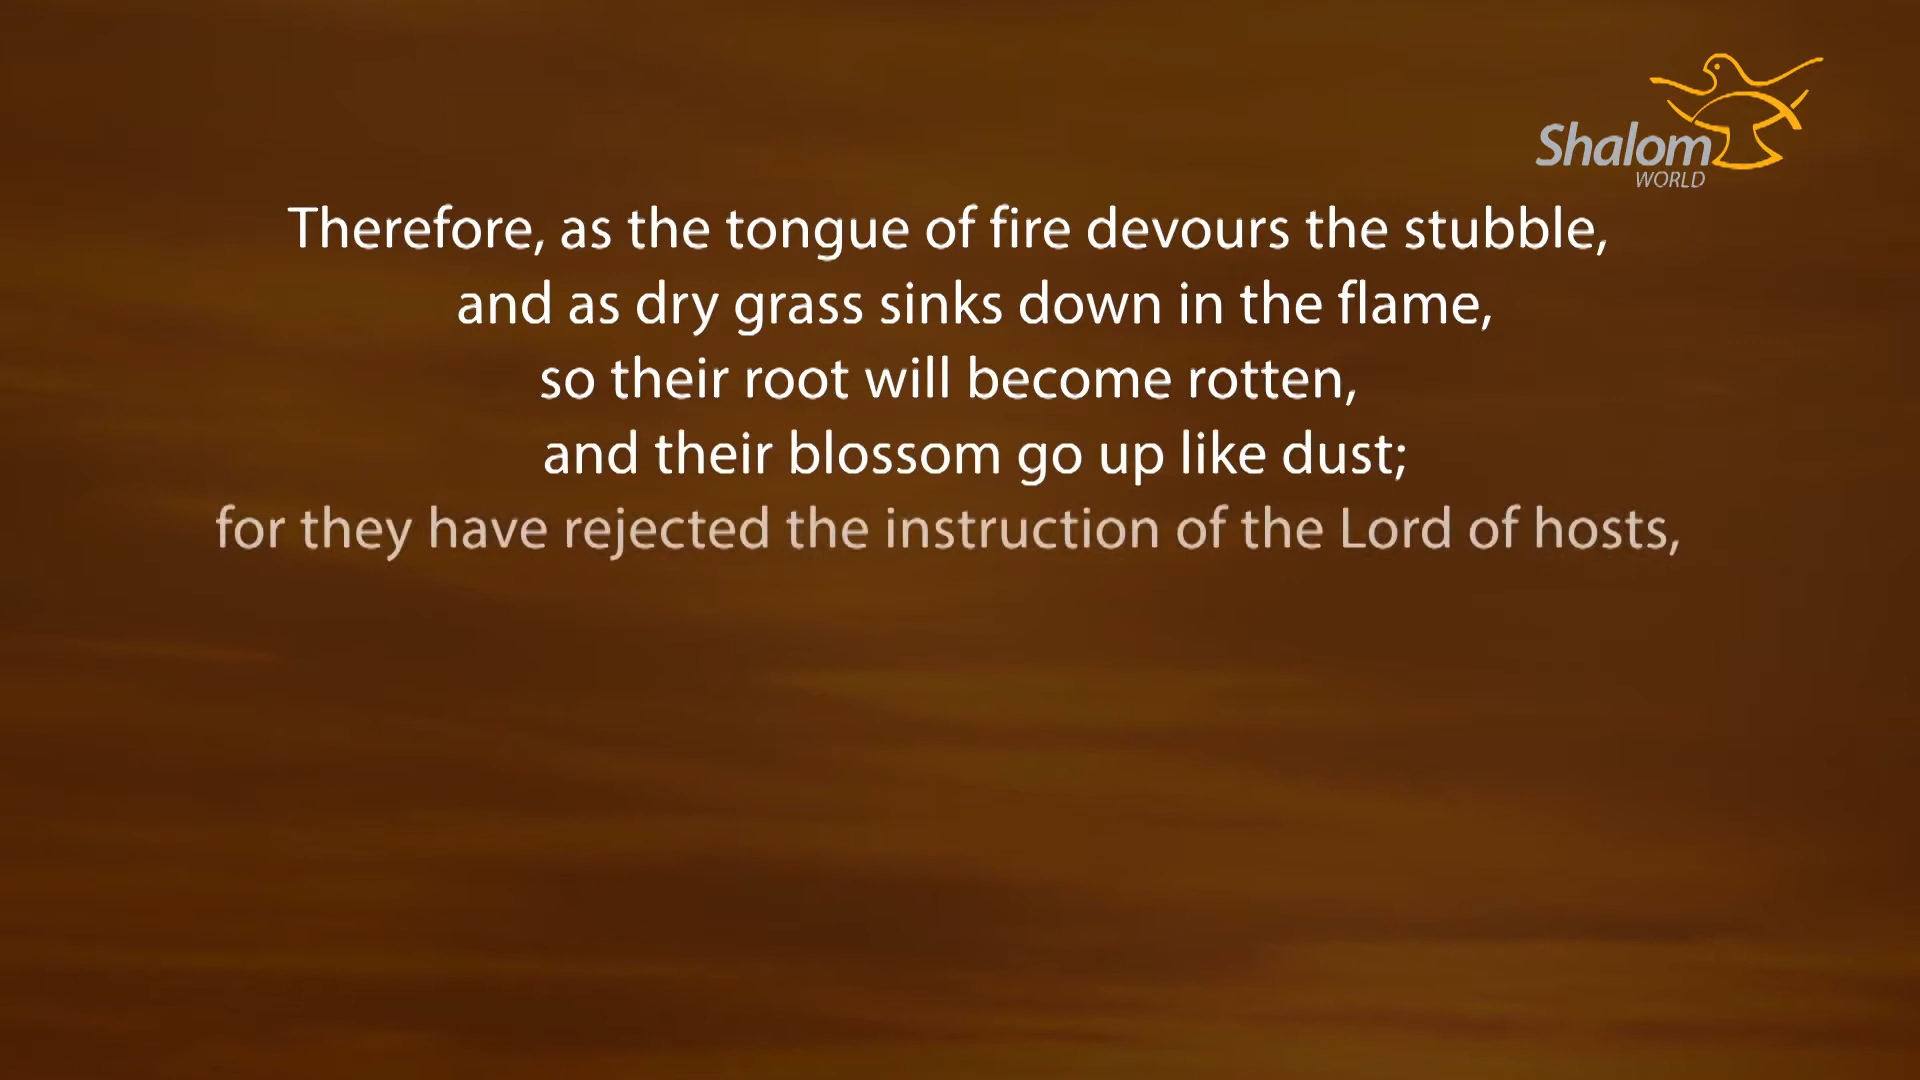 Shalom
WORLD
Therefore, as the tongue of fire devours the stubble,
and as dry grass sinks down in the flame,
so their root will become rotten,
and their blossom go up like dust;
for they have rejected the instruction of the Lord of hosts,